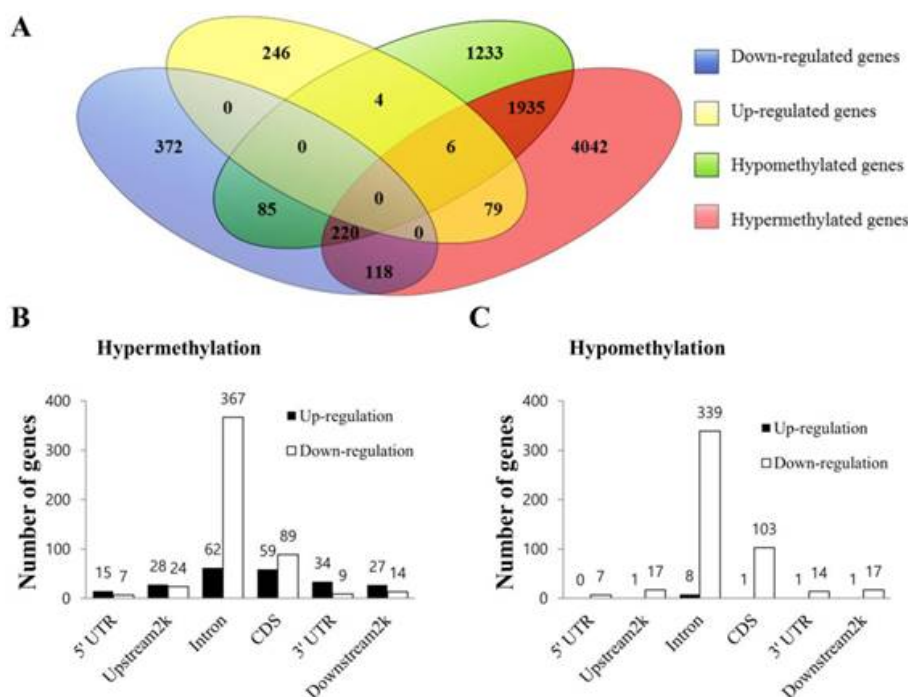 A
246
1233
Down-regulated genes
0
4
1935
Up-regulated genes
372
0
6
4042
Hypomethylated genes
85
0
79
220
0
Hypermethylated genes
118
B
Hypermethylation
Number of genes
400
300
200
100
0
367
Up-regulation
Down-regulation
15
7
28
24
62
59
89
34
9
27
14
5' UTR
Upstream2k
Intron
CDS
3' UTR
Downstream2k
C
Hypomethylation
Number of genes
400
300
200
100
0
339
Up-regulation
Down-regulation
0
7
1
17
8
1
103
1
14
1
17
5' UTR
Upstream2k
Intron
CDS
3' UTR
Downstream2k